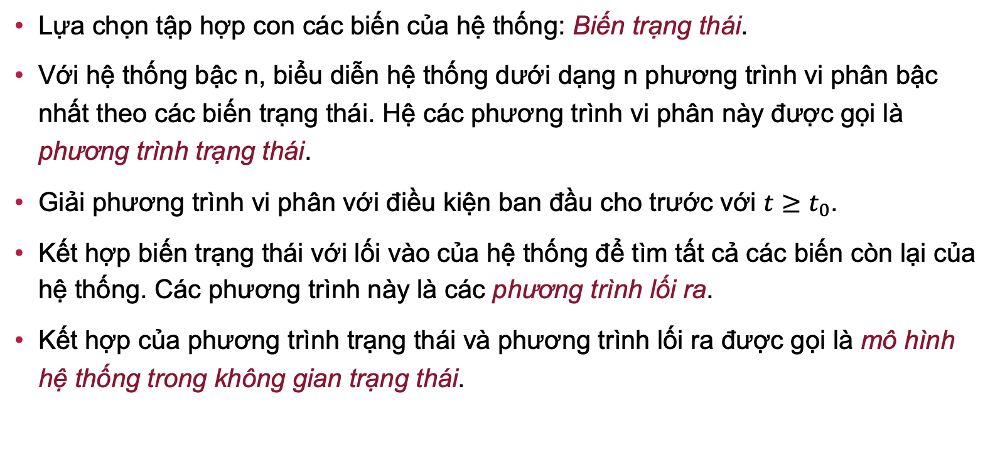 • Lựa chọn tập hợp con các biến của hệ thống: Biến trạng thái.
• Với hệ thống bậc n, biểu diễn hệ thống dưới dạng n phương trình vi phân bậc
nhất theo các biến trạng thái. Hệ các phương trình vi phân này được gọi là
phương trình trạng thái.
• Giải phương trình vi phân với điều kiện ban đầu cho trước với t ≥ t₀.
• Kết hợp biến trạng thái với lối vào của hệ thống để tìm tất cả các biến còn lại của
hệ thống. Các phương trình này là các phương trình lối ra.
• Kết hợp của phương trình trạng thái và phương trình lối ra được gọi là mô hình
hệ thống trong không gian trạng thái.